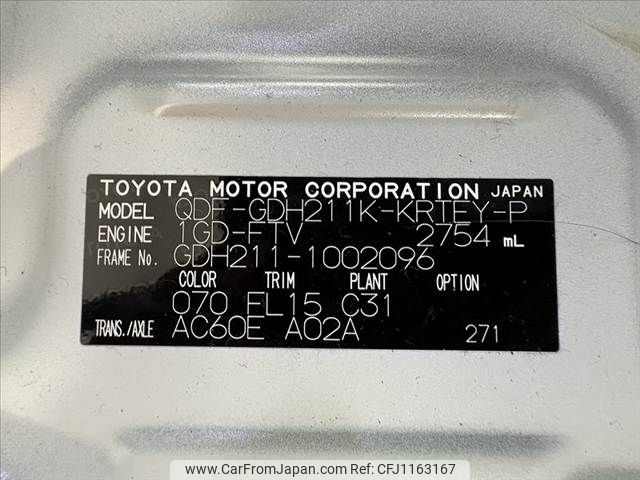 TOYOTA MOTOR CORPORATION JAPAN
MODEL QDF-GDH211K-KRTEY-P
ENGINE 1GD-FTV 2754 mL
FRAME No. GDH211-1002096
COLOR TRIM PLANT OPTION
070 FL15 C31
TRANS./AXLE AC60E A02A 271
www.CarFromJapan.com | CFJ1163167